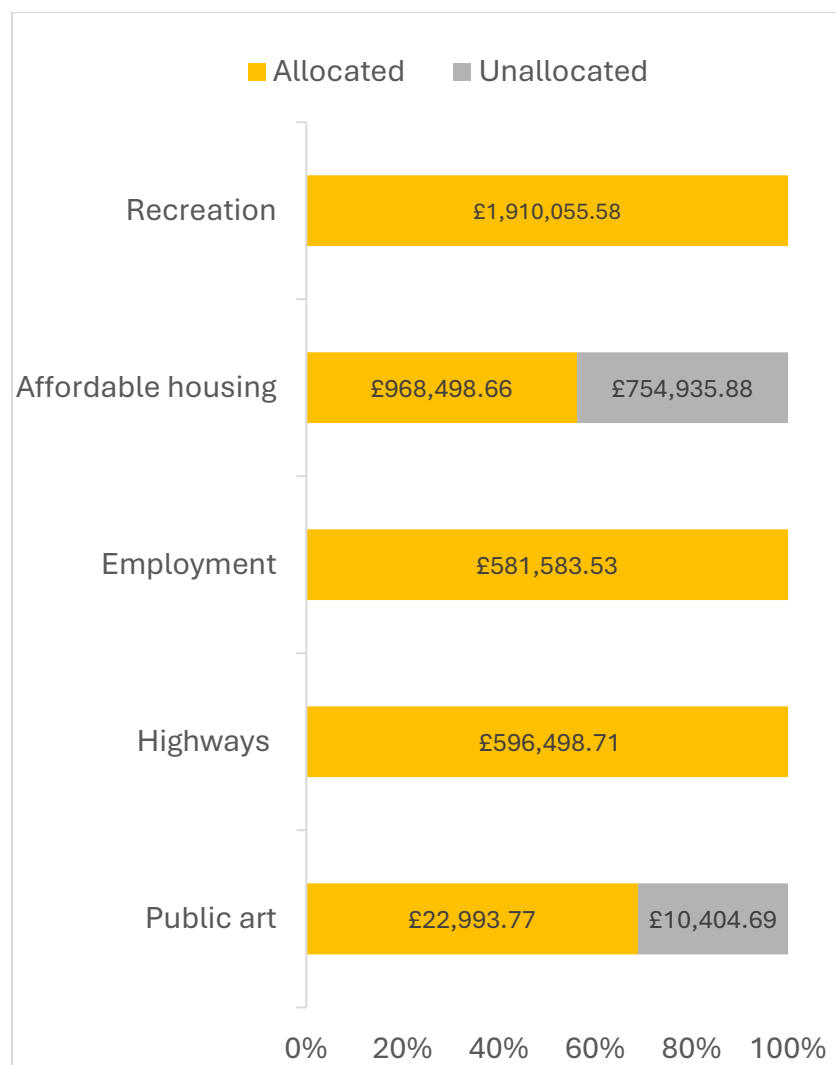 Allocated Unallocated
Recreation £1,910,055.58
Affordable housing £968,498.66 £754,935.88
Employment £581,583.53
Highways £596,498.71
Public art £22,993.77 £10,404.69
0% 20% 40% 60% 80% 100%